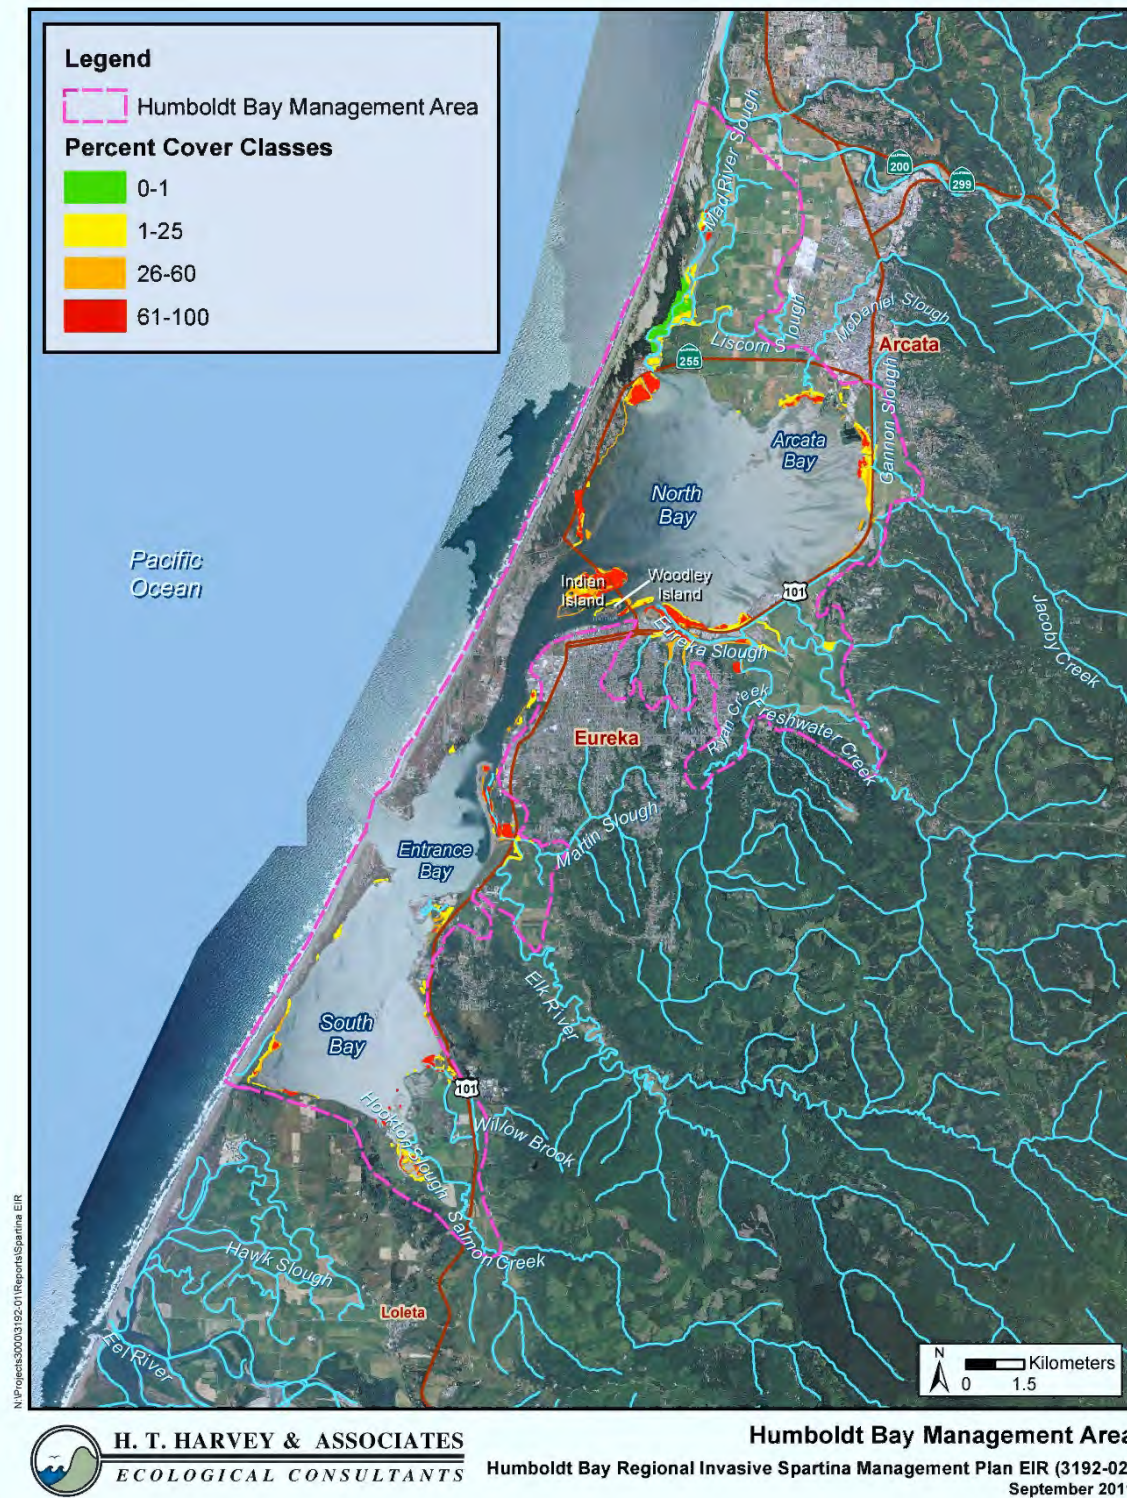 Legend
Humboldt Bay Management Area
Percent Cover Classes
0-1
1-25
26-60
61-100
Mad River Slough
200
299
McDaniel Slough
Liscom Slough
Arcata
255
Gannon Slough
Arcata
Bay
North
Bay
Pacific
Ocean
Indian
Island
Woodley
Island
101
Jacoby Creek
Eureka Slough
Ryan Creek
Freshwater Creek
Eureka
Martin Slough
Entrance
Bay
Elk River
South
Bay
101
Hookton Slough
Willow Brook
Salmon Creek
Hawk Slough
Loleta
Eel River
N
Kilometers
0 1.5
N:\Projects3000\3192-01\Reports\Spartina EIR
H. T. HARVEY & ASSOCIATES
ECOLOGICAL CONSULTANTS
Humboldt Bay Management Area
Humboldt Bay Regional Invasive Spartina Management Plan EIR (3192-02
September 201